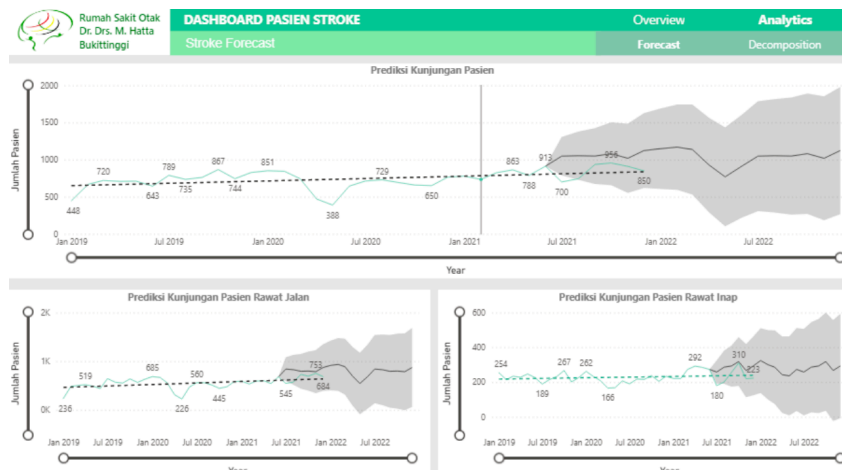 Rumah Sakit Otak
Dr. Drs. M. Hatta
Bukittinggi
DASHBOARD PASIEN STROKE
Overview
Analytics
Stroke Forecast
Forecast
Decomposition
Prediksi Kunjungan Pasien
Jumlah Pasien
2000
1500
1000
500
0
448
720
643
789
735
867
744
851
388
729
650
863
788
913
700
956
850
Jan 2019
Jul 2019
Jan 2020
Jul 2020
Jan 2021
Jul 2021
Jan 2022
Jul 2022
Year
Prediksi Kunjungan Pasien Rawat Jalan
Jumlah Pasien
2K
1K
0K
236
519
685
226
560
445
545
753
684
Jan 2019
Jul 2019
Jan 2020
Jul 2020
Jan 2021
Jul 2021
Jan 2022
Jul 2022
Year
Prediksi Kunjungan Pasien Rawat Inap
Jumlah Pasien
600
400
200
0
254
189
267
262
166
292
180
310
223
Jan 2019
Jul 2019
Jan 2020
Jul 2020
Jan 2021
Jul 2021
Jan 2022
Jul 2022
Year